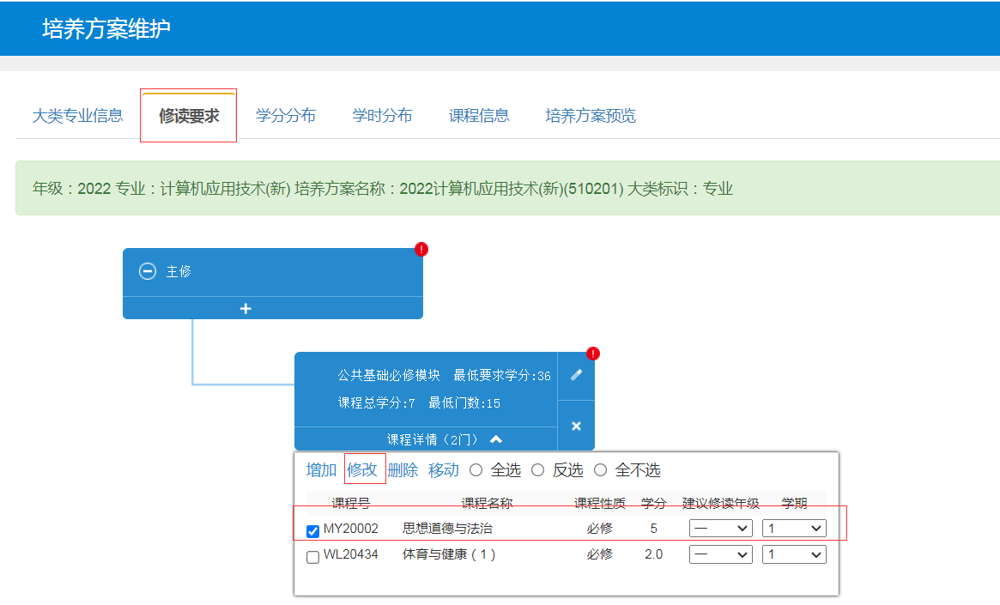 培养方案维护
大类专业信息 修读要求 学分分布 学时分布 课程信息 培养方案预览
年级：2022 专业：计算机应用技术(新) 培养方案名称：2022计算机应用技术(新)(510201) 大类标识：专业
主修
公共基础必修模块 最低要求学分:36
课程总学分:7 最低门数:15
课程详情（2门）
增加 修改 删除 移动 全选 反选 全不选
课程号 课程名称 课程性质 学分 建议修读年级 学期
MY20002 思想道德与法治 必修 5 一 1
WL20434 体育与健康（1） 必修 2.0 一 1